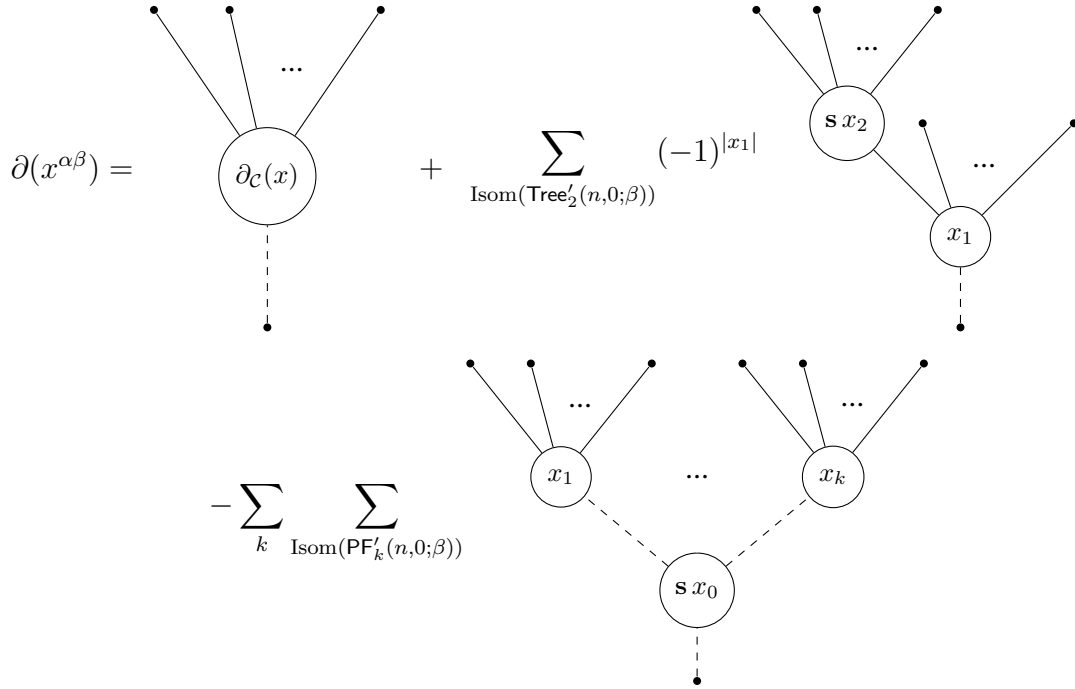 ...
∂(x^{αβ}) = ∂_𝒞(x) + ∑_{Isom(Tree′_2(n,0;β))} (-1)^{|x_1|} ... s x_2 ... x_1
- ∑_k ∑_{Isom(PF′_k(n,0;β))} ... x_1 ... ... x_k
s x_0